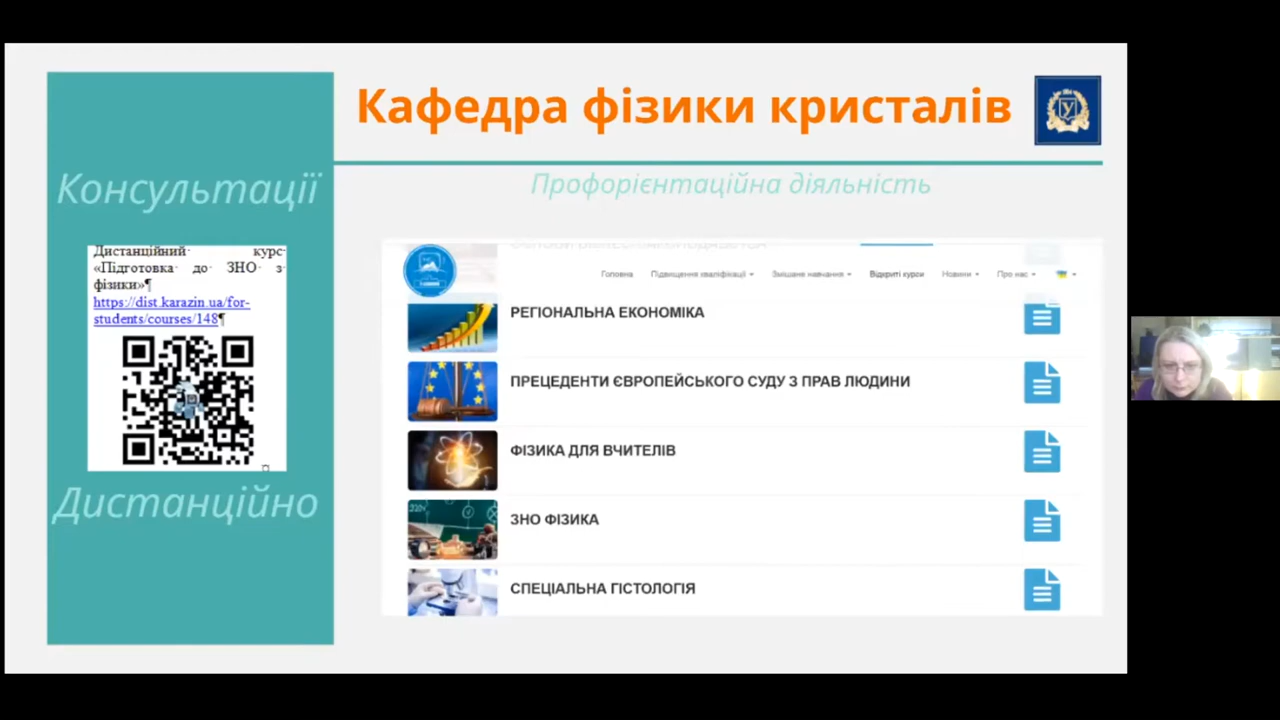 Кафедра фізики кристалів
Профорієнтаційна діяльність
Консультації
Дистанційний курс
«Підготовка до ЗНО з
фізики»¶
https://dist.karazin.ua/for-
students/courses/148¶
Дистанційно
Головна Підвищення кваліфікації Змішане навчання Відкриті курси Новини Про нас
РЕГІОНАЛЬНА ЕКОНОМІКА
ПРЕЦЕДЕНТИ ЄВРОПЕЙСЬКОГО СУДУ З ПРАВ ЛЮДИНИ
ФІЗИКА ДЛЯ ВЧИТЕЛІВ
ЗНО ФІЗИКА
СПЕЦІАЛЬНА ГІСТОЛОГІЯ